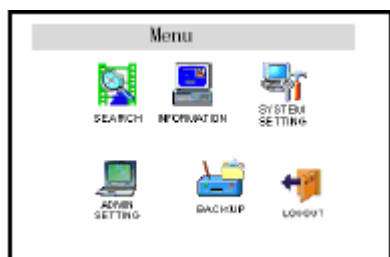 Menu
SEARCH INFORMATION SYSTEM
SETTING
ADMIN
SETTING
BACKUP LOGOUT